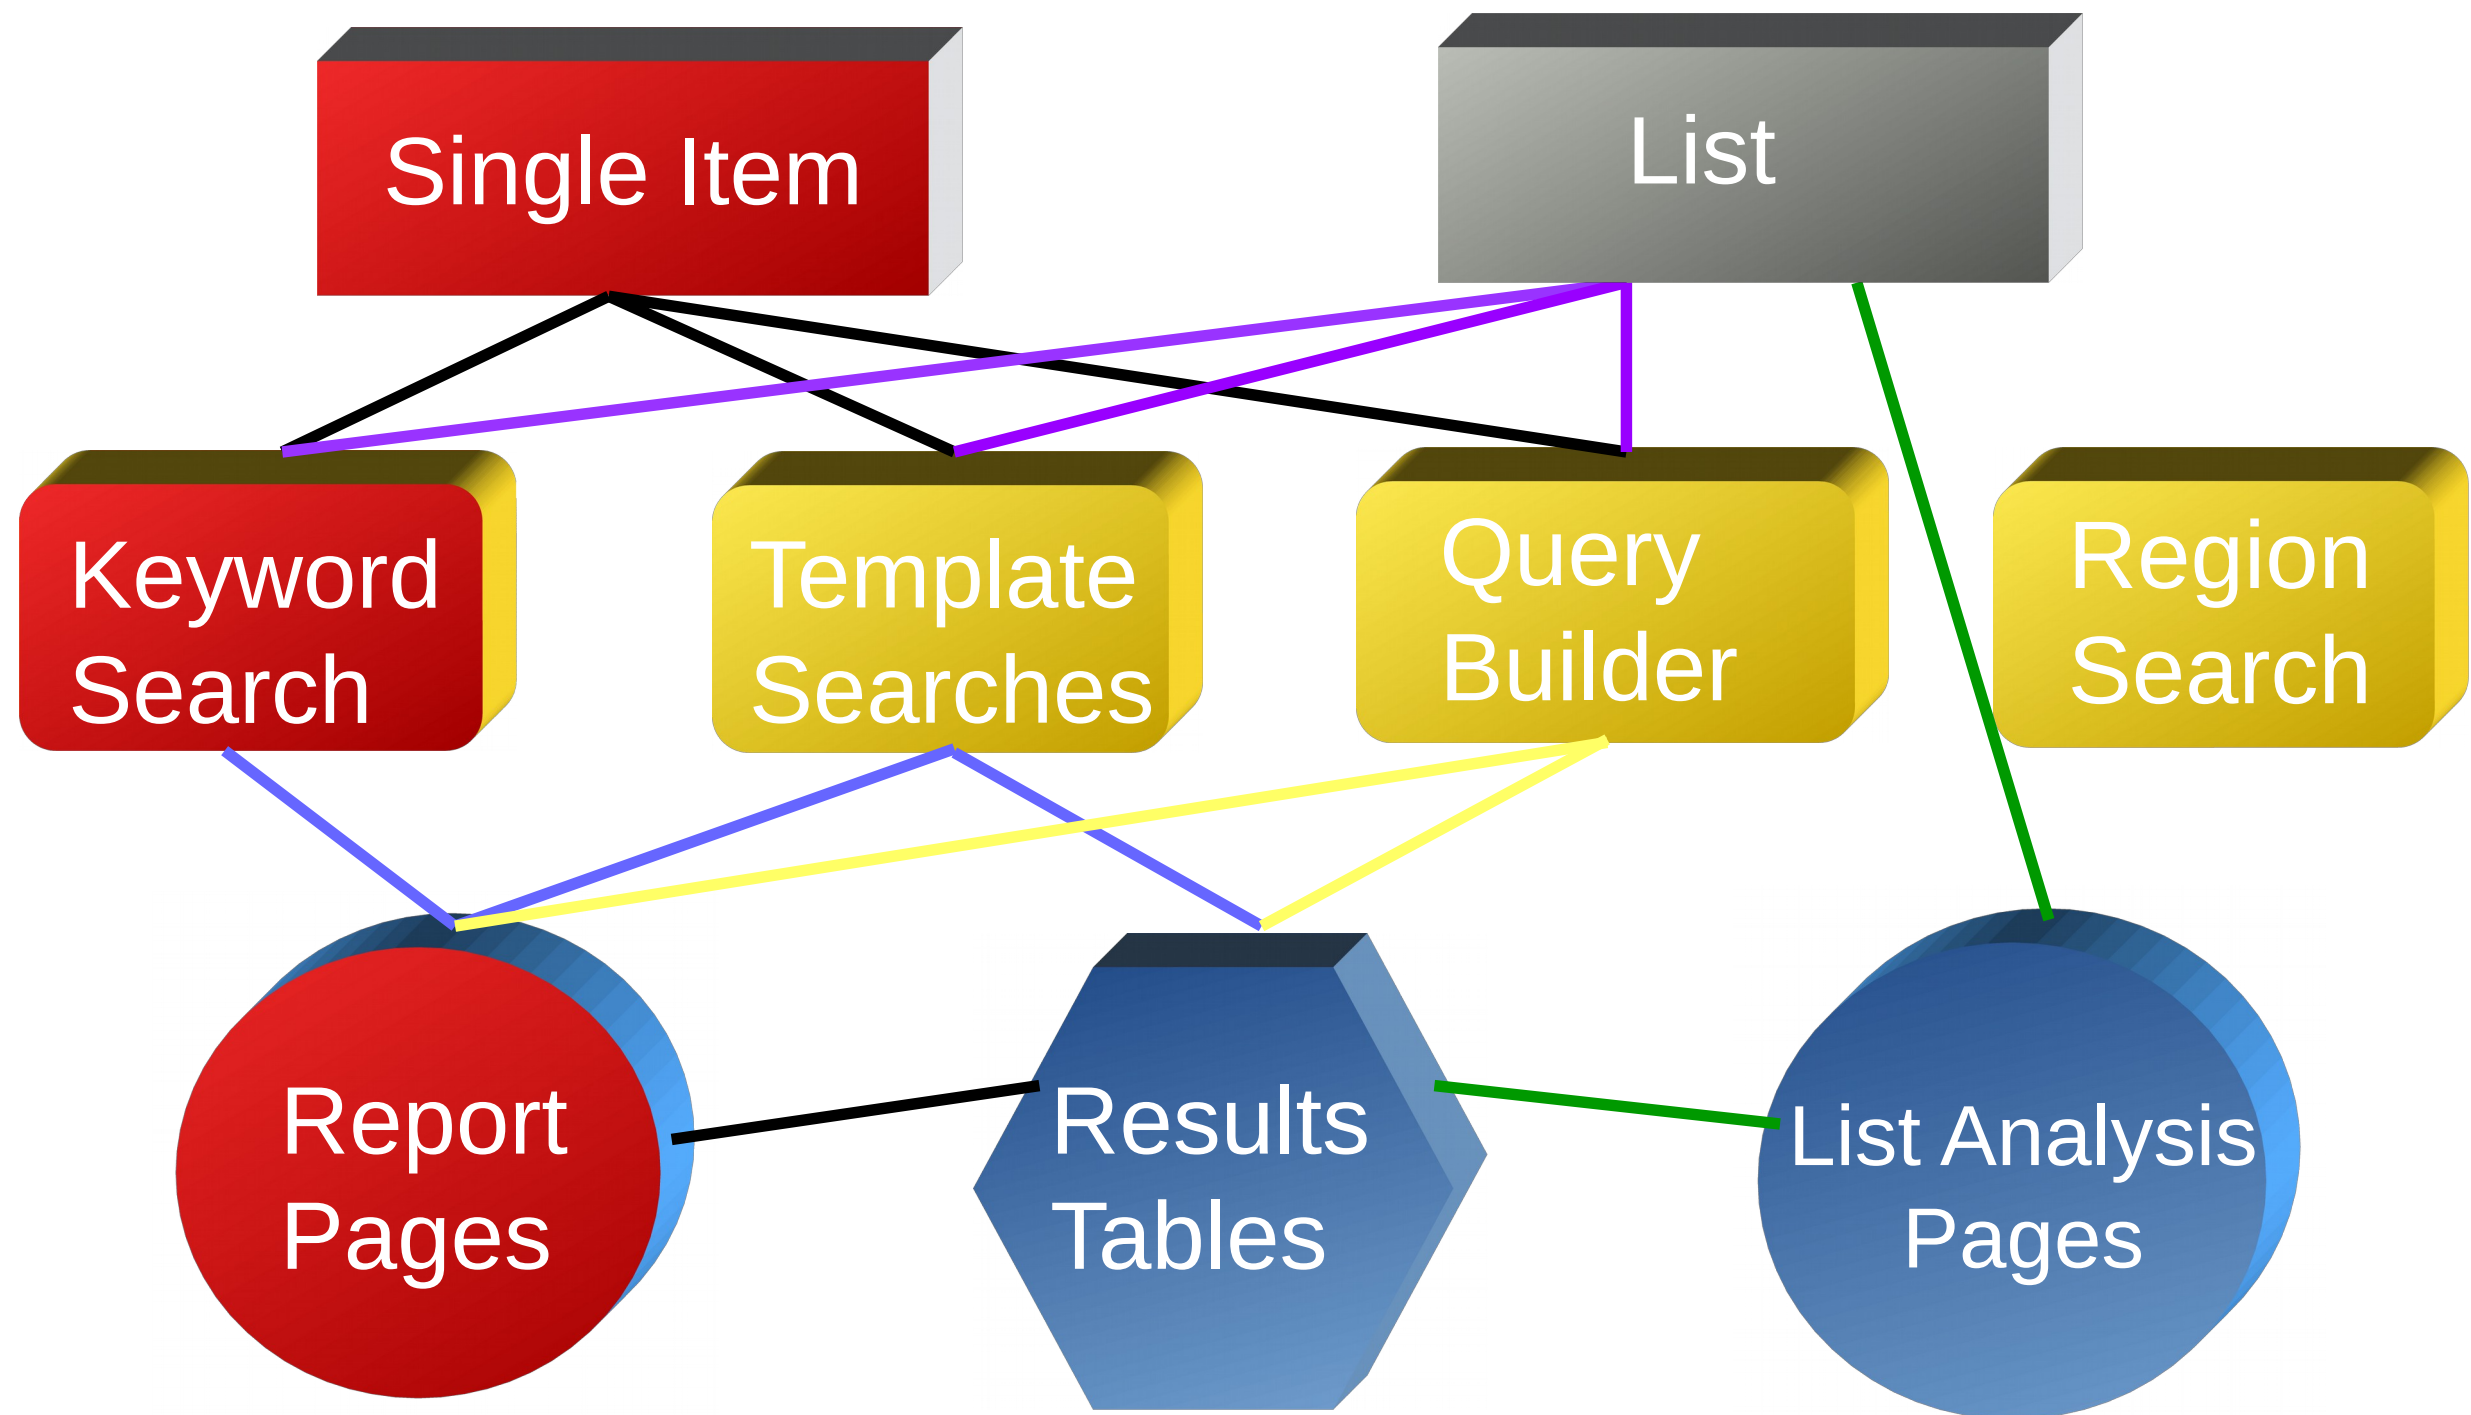 Single Item
List
Keyword
Search
Template
Searches
Query
Builder
Region
Search
Report
Pages
Results
Tables
List Analysis
Pages